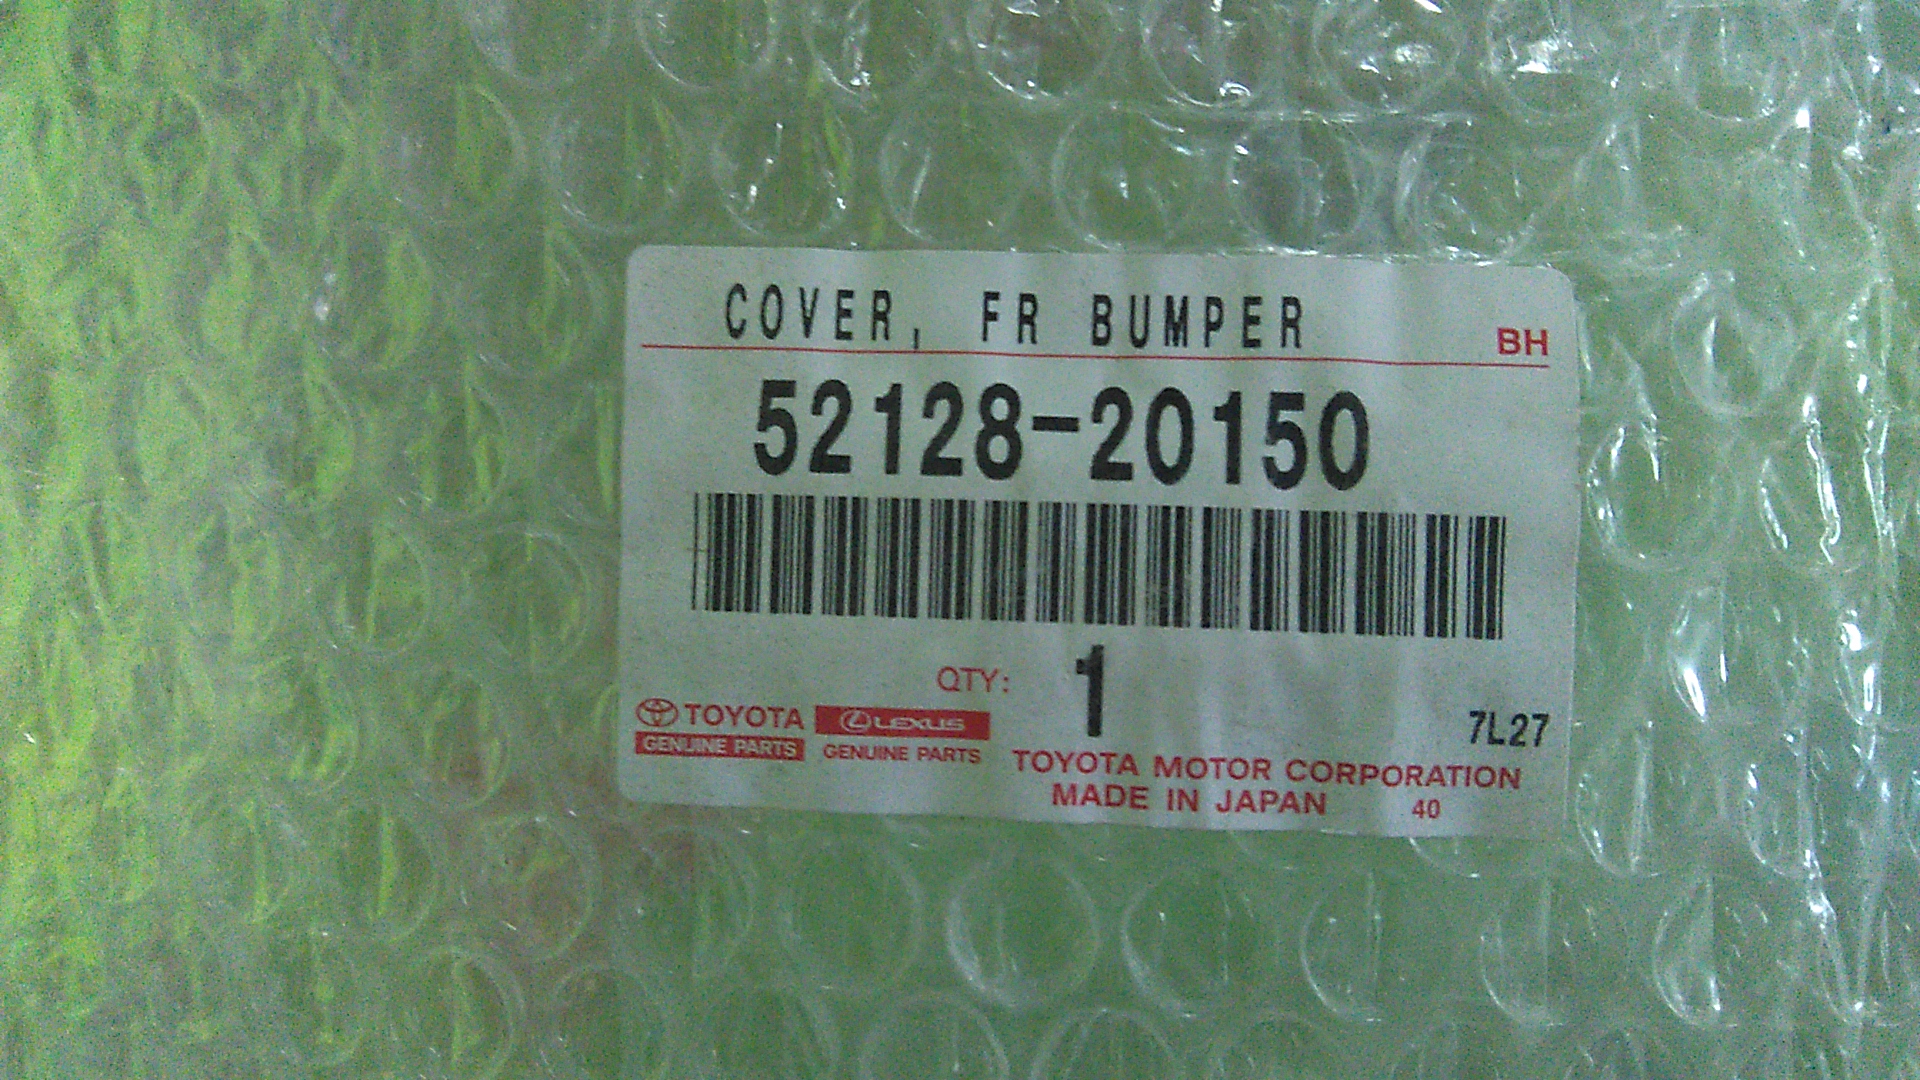 COVER, FR BUMPER
BH
52128-20150
QTY: 1
7L27
TOYOTA
GENUINE PARTS
LEXUS
GENUINE PARTS
TOYOTA MOTOR CORPORATION
MADE IN JAPAN 40